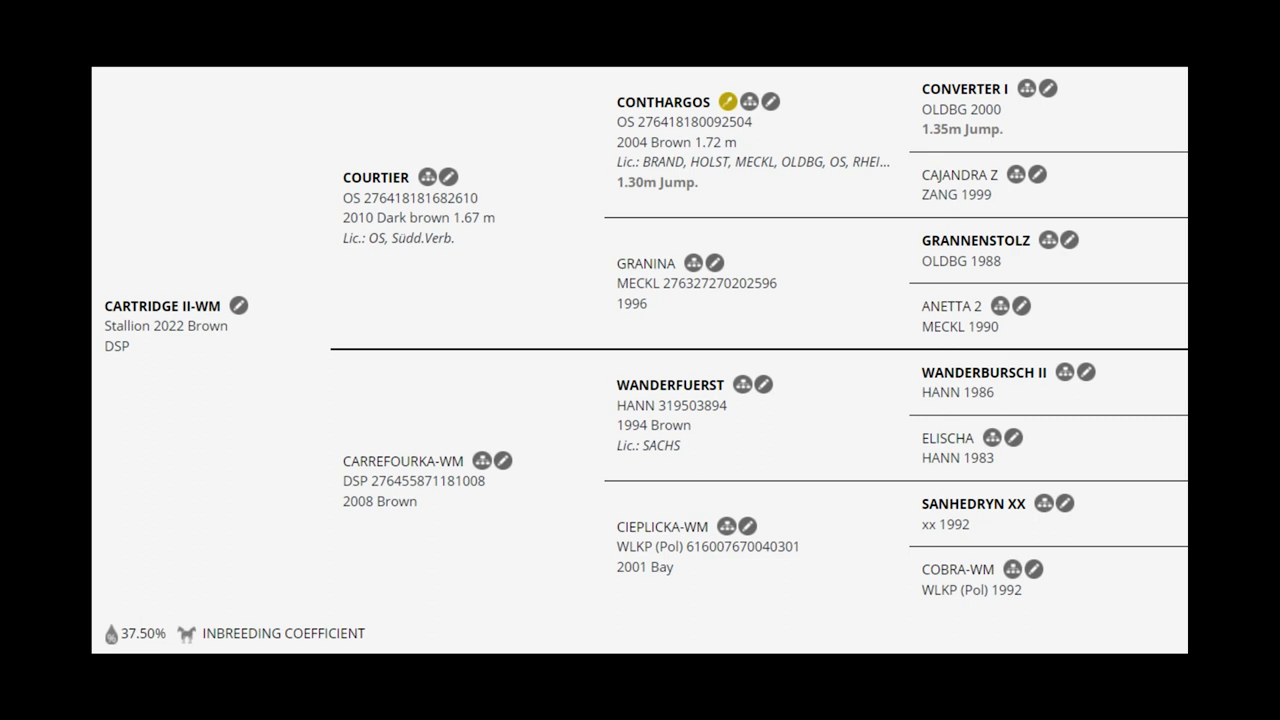 CARTRIDGE II-WM
Stallion 2022 Brown
DSP
COURTIER
OS 276418181682610
2010 Dark brown 1.67 m
Lic.: OS, Südd.Verb.
CARREFOURKA-WM
DSP 276455871181008
2008 Brown
CONTHARGOS
OS 276418180092504
2004 Brown 1.72 m
Lic.: BRAND, HOLST, MECKL, OLDBG, OS, RHEI...
1.30m Jump.
GRANINA
MECKL 276327270202596
1996
WANDERFUERST
HANN 319503894
1994 Brown
Lic.: SACHS
CIEPLICKA-WM
WLKP (Pol) 616007670040301
2001 Bay
CONVERTER I
OLDBG 2000
1.35m Jump.
CAJANDRA Z
ZANG 1999
GRANNENSTOLZ
OLDBG 1988
ANETTA 2
MECKL 1990
WANDERBURSCH II
HANN 1986
ELISCHA
HANN 1983
SANHEDRYN XX
xx 1992
COBRA-WM
WLKP (Pol) 1992
37.50% INBREEDING COEFFICIENT